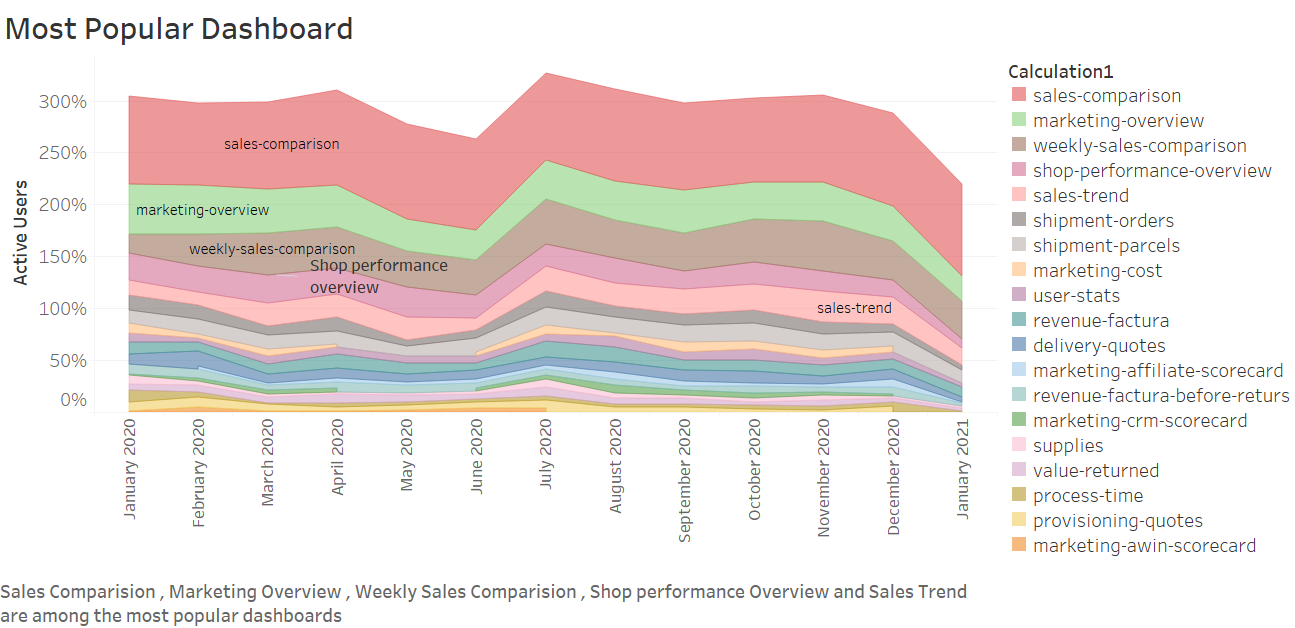 Most Popular Dashboard
Calculation1
sales-comparison
marketing-overview
weekly-sales-comparison
shop-performance-overview
sales-trend
shipment-orders
shipment-parcels
marketing-cost
user-stats
revenue-factura
delivery-quotes
marketing-affiliate-scorecard
revenue-factura-before-returs
marketing-crm-scorecard
supplies
value-returned
process-time
provisioning-quotes
marketing-awin-scorecard
Active Users
300%
250%
200%
150%
100%
50%
0%
sales-comparison
marketing-overview
weekly-sales-comparison
Shop performance
overview
sales-trend
January 2020
February 2020
March 2020
April 2020
May 2020
June 2020
July 2020
August 2020
September 2020
October 2020
November 2020
December 2020
January 2021
Sales Comparision , Marketing Overview , Weekly Sales Comparision , Shop performance Overview and Sales Trend
are among the most popular dashboards